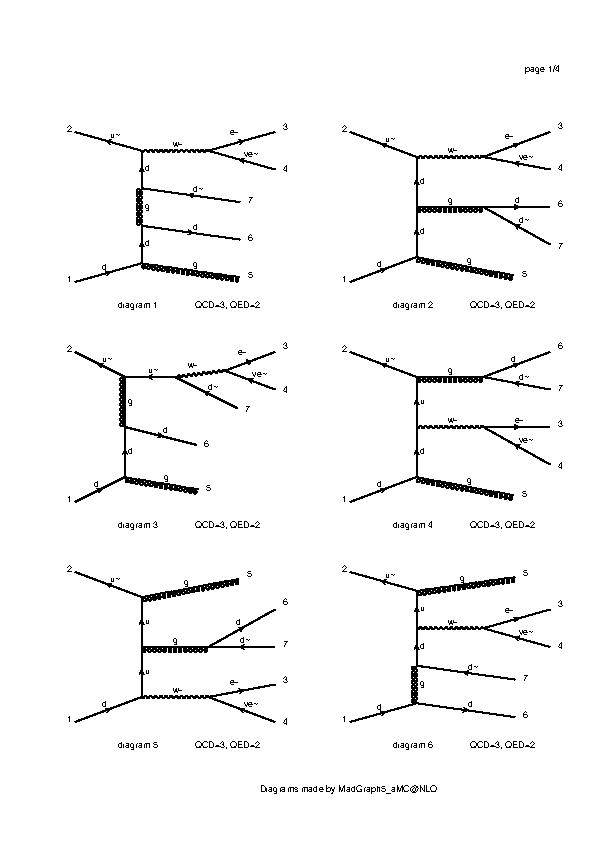 page 1/4
2 u~ w- e- 3
ve~ 4
d
d~ 7
g
d 6
d
1 d g 5
diagram 1 QCD=3, QED=2
2 u~ w- e- 3
ve~ 4
d
g d 6
d~ 7
d
1 d g 5
diagram 2 QCD=3, QED=2
2 u~ u~ w- e- 3
ve~ 4
d~ 7
g
d 6
d
1 d g 5
diagram 3 QCD=3, QED=2
2 u~ g d 6
d~ 7
u
w- e- 3
ve~ 4
d
1 d g 5
diagram 4 QCD=3, QED=2
2 u~ g 5
u
d 6
g d~ 7
u
1 d w- e- 3
ve~ 4
diagram 5 QCD=3, QED=2
2 u~ g 5
u
w- e- 3
ve~ 4
d
d~ 7
g
1 d d 6
diagram 6 QCD=3, QED=2
Diagrams made by MadGraph5_aMC@NLO